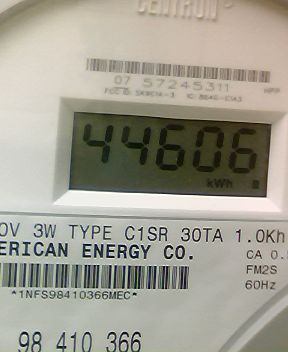 CENTRON
07 57245311
44606
kWh
0V 3W TYPE C1SR 30TA 1.0Kh
ERICAN ENERGY CO.
CA 0.
FM2S
60Hz
*1NFS98410366MEC*
98 410 366